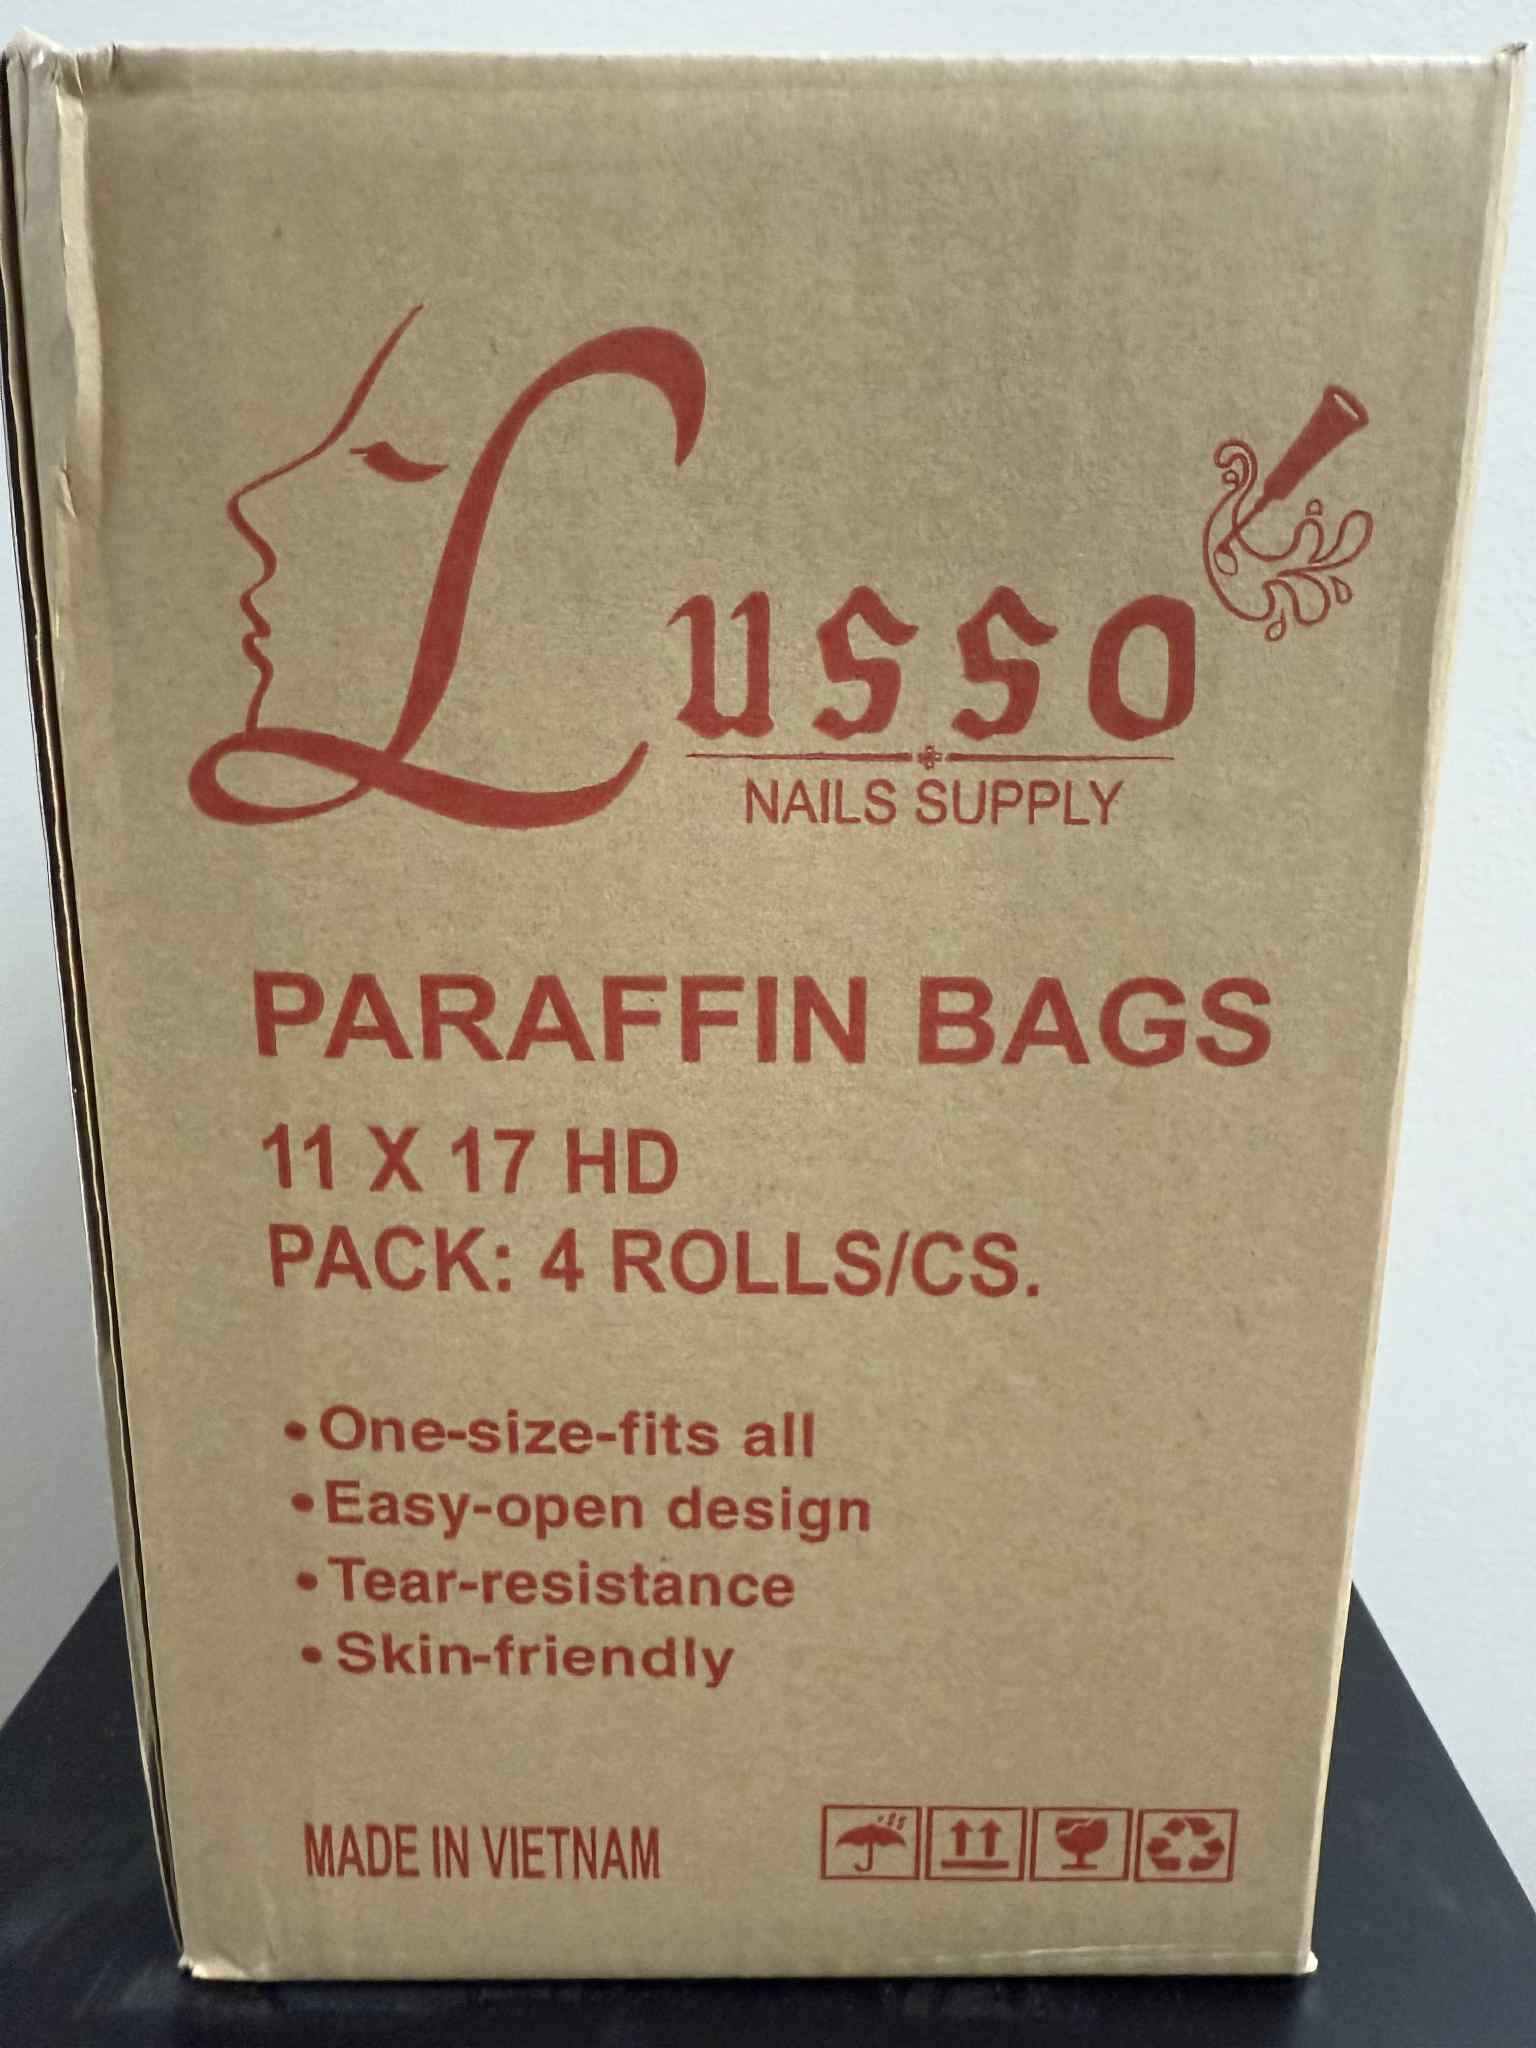 Lusso
NAILS SUPPLY
PARAFFIN BAGS
11 X 17 HD
PACK: 4 ROLLS/CS.
• One-size-fits all
• Easy-open design
• Tear-resistance
• Skin-friendly
MADE IN VIETNAM